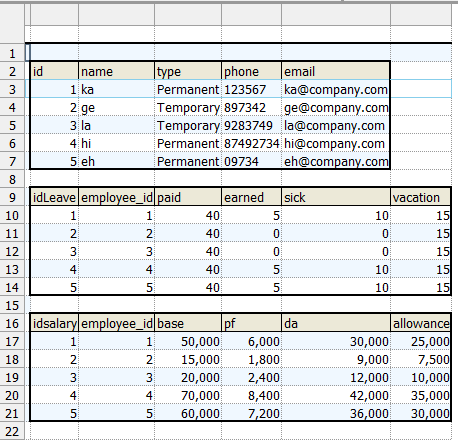 1
2 id name type phone email
3 1 ka Permanent 123567 ka@company.com
4 2 ge Temporary 897342 ge@company.com
5 3 la Temporary 9283749 la@company.com
6 4 hi Permanent 87492734 hi@company.com
7 5 eh Permanent 09734 eh@company.com
8
9 idLeave employee_id paid earned sick vacation
10 1 1 40 5 10 15
11 2 2 40 0 0 15
12 3 3 40 0 0 15
13 4 4 40 5 10 15
14 5 5 40 5 10 15
15
16 idsalary employee_id base pf da allowance
17 1 1 50,000 6,000 30,000 25,000
18 2 2 15,000 1,800 9,000 7,500
19 3 3 20,000 2,400 12,000 10,000
20 4 4 70,000 8,400 42,000 35,000
21 5 5 60,000 7,200 36,000 30,000
22